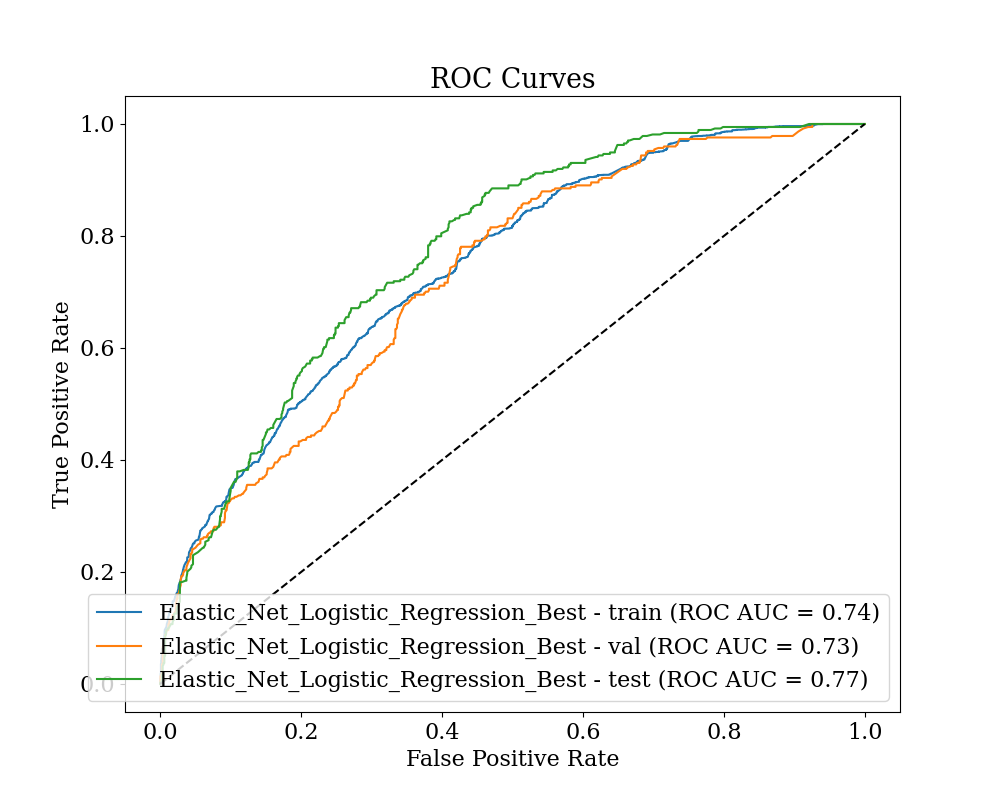 ROC Curves
True Positive Rate
1.0
0.8
0.6
0.4
0.2
0.0
Elastic_Net_Logistic_Regression_Best - train (ROC AUC = 0.74)
Elastic_Net_Logistic_Regression_Best - val (ROC AUC = 0.73)
Elastic_Net_Logistic_Regression_Best - test (ROC AUC = 0.77)
0.0 0.2 0.4 0.6 0.8 1.0
False Positive Rate